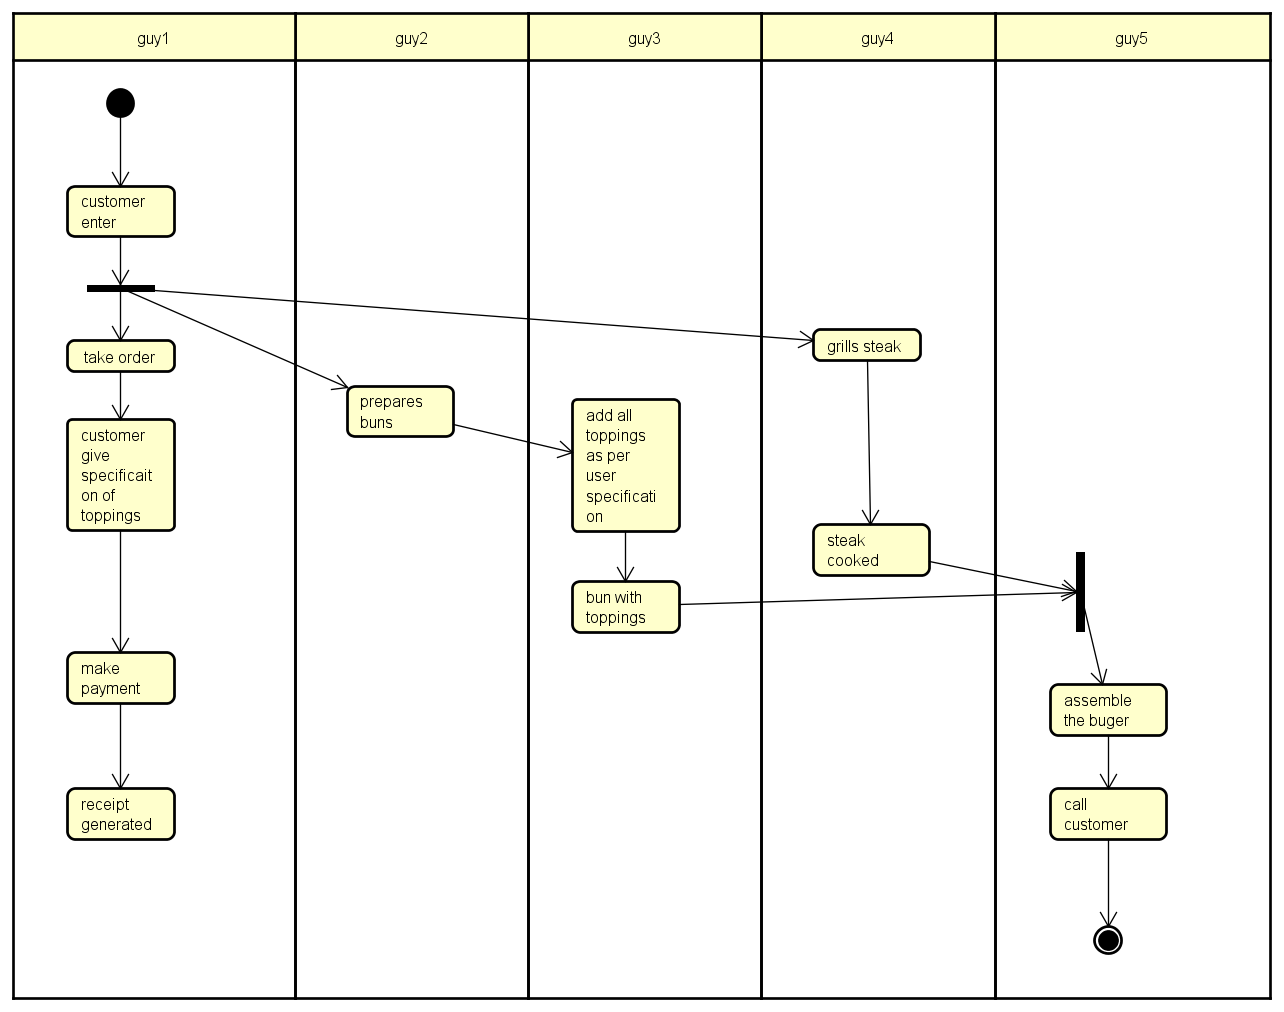 guy1
guy2
guy3
guy4
guy5
customer
enter
take order
customer
give
specificait
on of
toppings
make
payment
receipt
generated
prepares
buns
add all
toppings
as per
user
specificati
on
bun with
toppings
grills steak
steak
cooked
assemble
the buger
call
customer